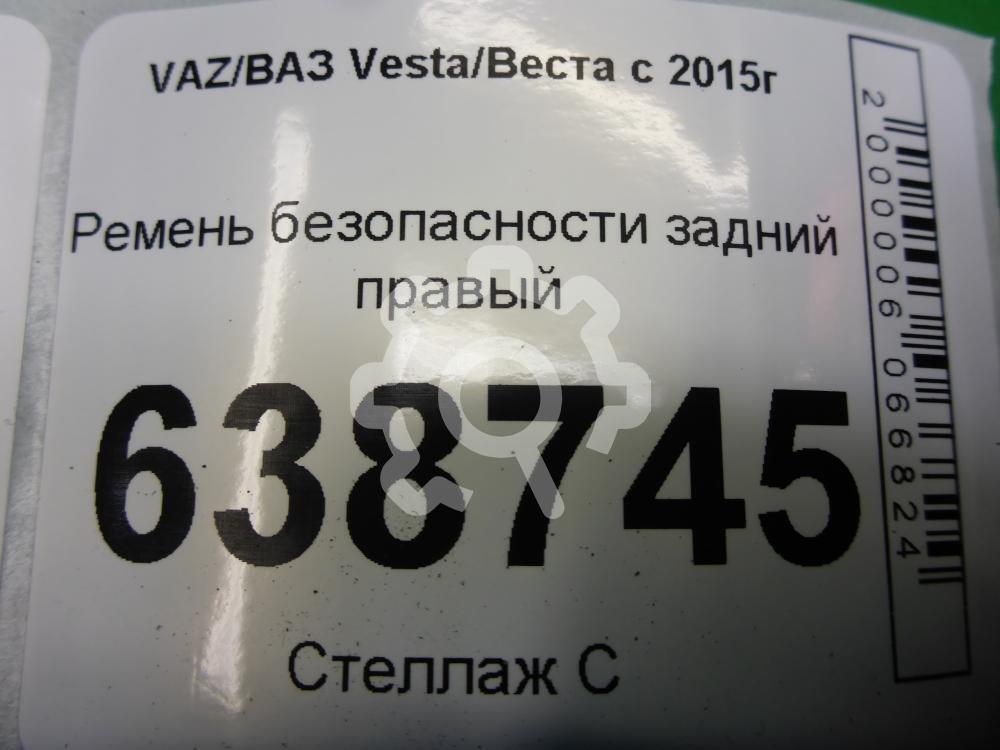 VAZ/ВАЗ Vesta/Веста с 2015г
Ремень безопасности задний
правый
638745
Стеллаж С
2000006066824